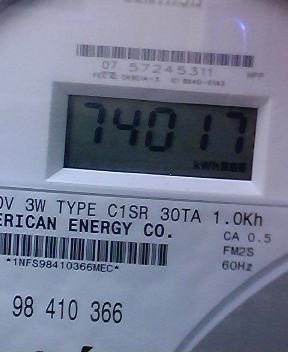 07 57245311
74017
kWh
0V 3W TYPE C1SR 30TA 1.0Kh
ERICAN ENERGY CO.
CA 0.5
*1NFS98410366MEC*
FM2S
60Hz
98 410 366